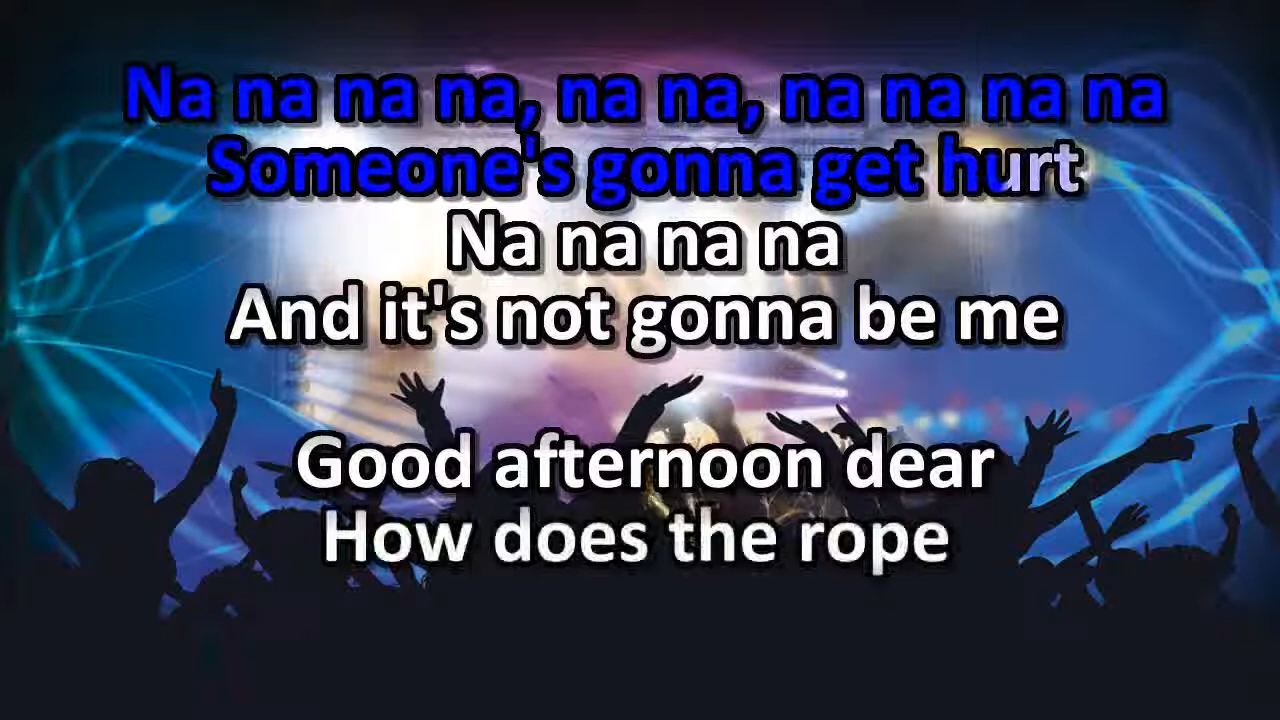 Na na na na, na na, na na na na
Someone's gonna get hurt
Na na na na
And it's not gonna be me
Good afternoon dear
How does the rope